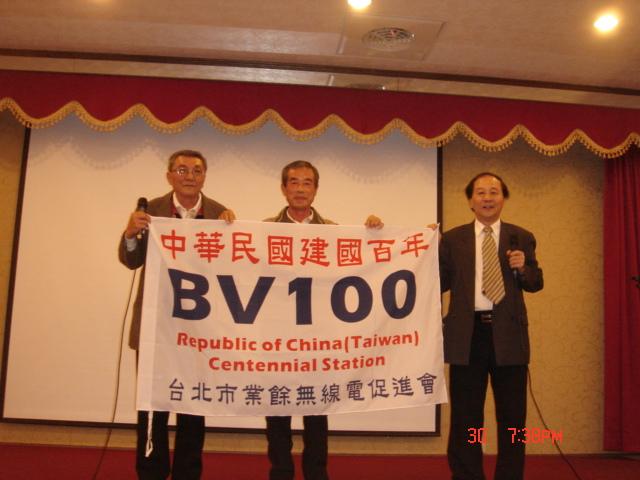 中華民國建國百年
BV100
Republic of China(Taiwan)
Centennial Station
台北市業餘無線電促進會
30 7:38PM